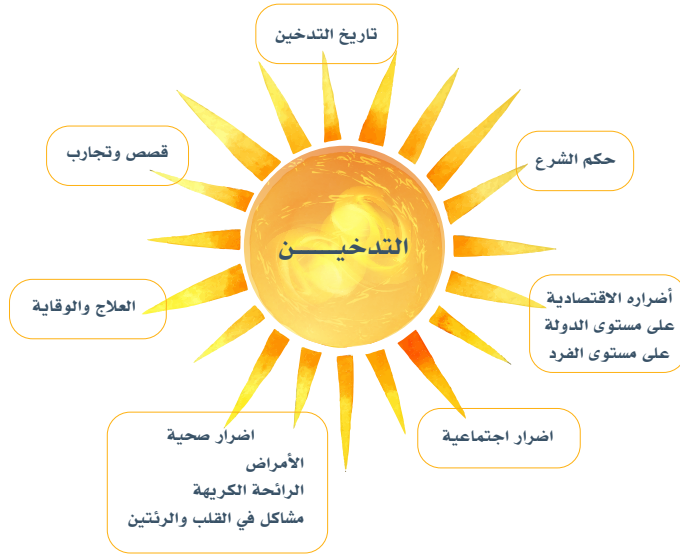 تاريخ التدخين
حكم الشرع
قصص وتجارب
التدخيــــن
أضراره الاقتصادية
على مستوى الدولة
على مستوى الفرد
العلاج والوقاية
اضرار اجتماعية
اضرار صحية
الأمراض
الرائحة الكريهة
مشاكل في القلب والرئتين